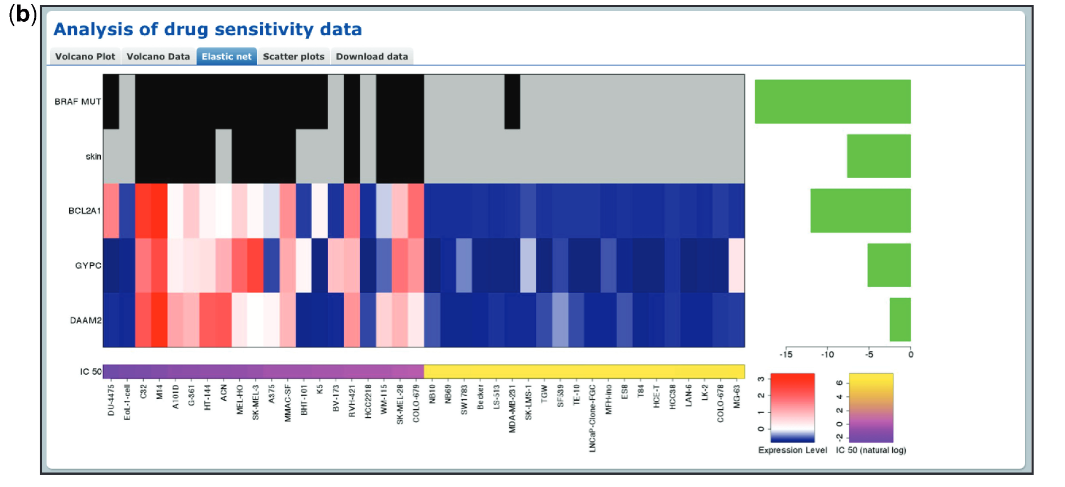 (b)
Analysis of drug sensitivity data
Volcano Plot Volcano Data Elastic net Scatter plots Download data
BRAF MUT
skin
BCL2A1
GYPC
DAAM2
-15 -10 -5 0
IC 50
DU-4475 EoL-1-cell C32 M14 A101D G-361 HT-144 ACN MEL-HO SK-MEL-3 A375 MMAC-SF BHT-101 K5 BV-173 RVH-421 HCC2218 WM-115 SK-MEL-28 COLO-679 NB10 NB69 SW1783 Becker LS-513 MDA-MB-231 SK-LMS-1 TGW SF539 TE-10 LNCaP-Clone-FGC MFH-ino ES8 T84 HCE-T HCC38 LAN-6 LK-2 COLO-678 MG-63
0 1 2 3
-2 0 2 4 6
Expression Level IC 50 (natural log)